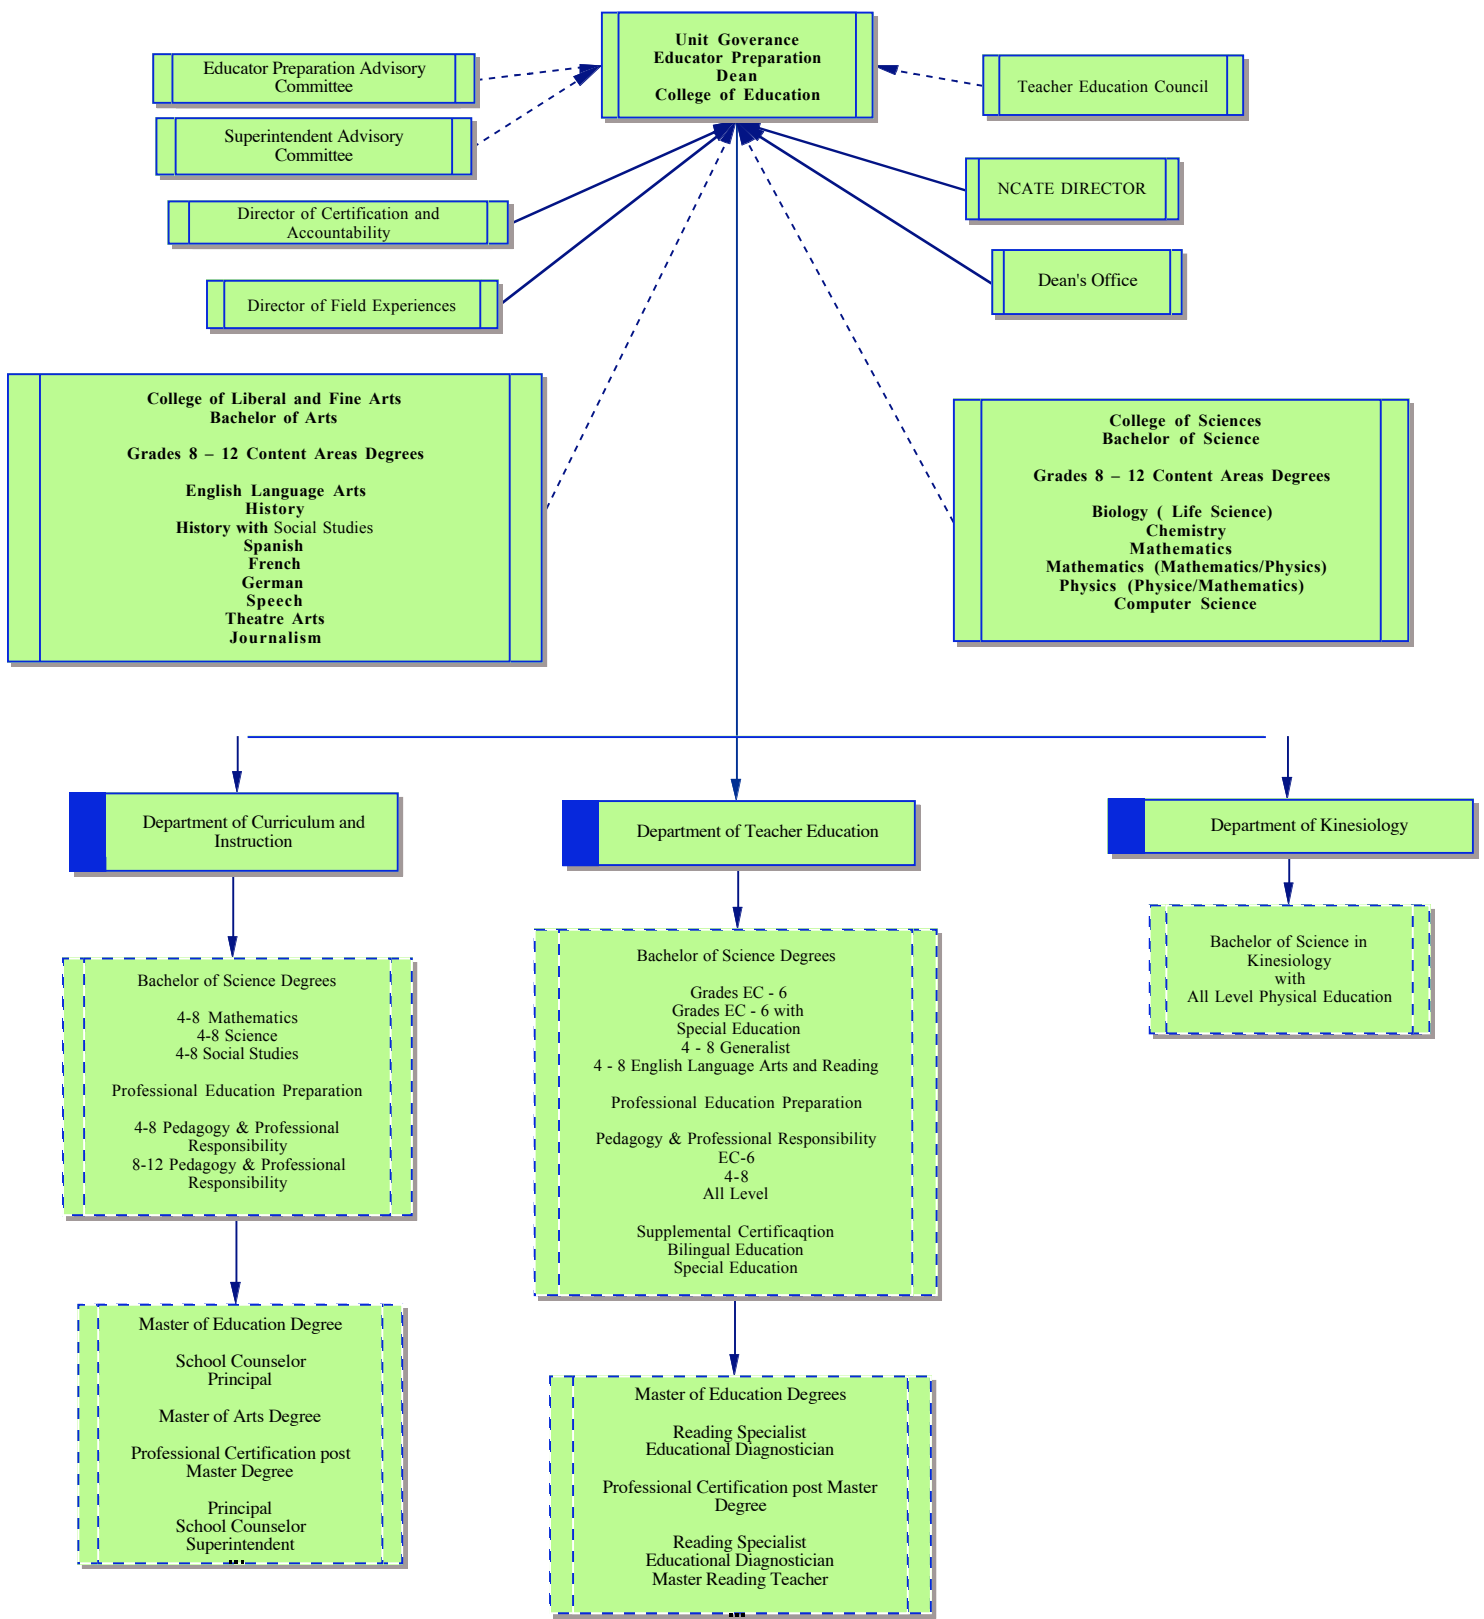 Unit Goverance
Educator Preparation
Dean
College of Education
Educator Preparation Advisory
Committee
Teacher Education Council
Superintendent Advisory
Committee
NCATE DIRECTOR
Director of Certification and
Accountability
Dean's Office
Director of Field Experiences
College of Liberal and Fine Arts
Bachelor of Arts
Grades 8 – 12 Content Areas Degrees
English Language Arts
History
History with Social Studies
Spanish
French
German
Speech
Theatre Arts
Journalism
College of Sciences
Bachelor of Science
Grades 8 – 12 Content Areas Degrees
Biology ( Life Science)
Chemistry
Mathematics
Mathematics (Mathematics/Physics)
Physics (Physice/Mathematics)
Computer Science
Department of Curriculum and
Instruction
Department of Teacher Education
Department of Kinesiology
Bachelor of Science Degrees
4-8 Mathematics
4-8 Science
4-8 Social Studies
Professional Education Preparation
4-8 Pedagogy & Professional
Responsibility
8-12 Pedagogy & Professional
Responsibility
Bachelor of Science Degrees
Grades EC - 6
Grades EC - 6 with
Special Education
4 - 8 Generalist
4 - 8 English Language Arts and Reading
Professional Education Preparation
Pedagogy & Professional Responsibility
EC-6
4-8
All Level
Supplemental Certificaqtion
Bilingual Education
Special Education
Bachelor of Science in
Kinesiology
with
All Level Physical Education
Master of Education Degree
School Counselor
Principal
Master of Arts Degree
Professional Certification post
Master Degree
Principal
School Counselor
Superintendent
Master of Education Degrees
Reading Specialist
Educational Diagnostician
Professional Certification post Master
Degree
Reading Specialist
Educational Diagnostician
Master Reading Teacher